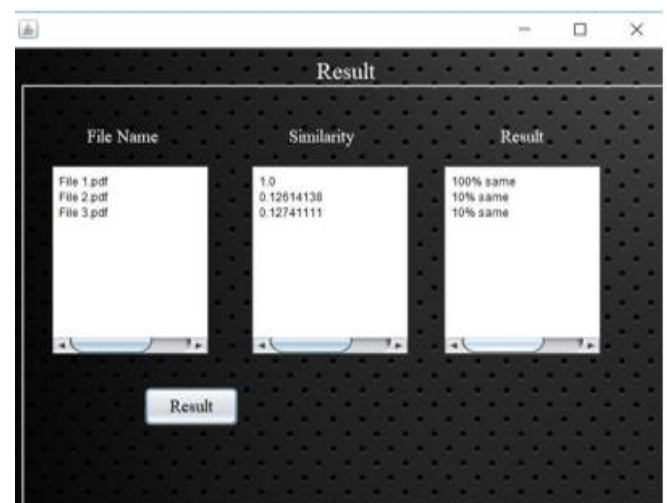 Result
File Name
Similarity
Result
File 1.pdf
File 2.pdf
File 3.pdf
1.0
0.12614138
0.12741111
100% same
10% same
10% same
Result